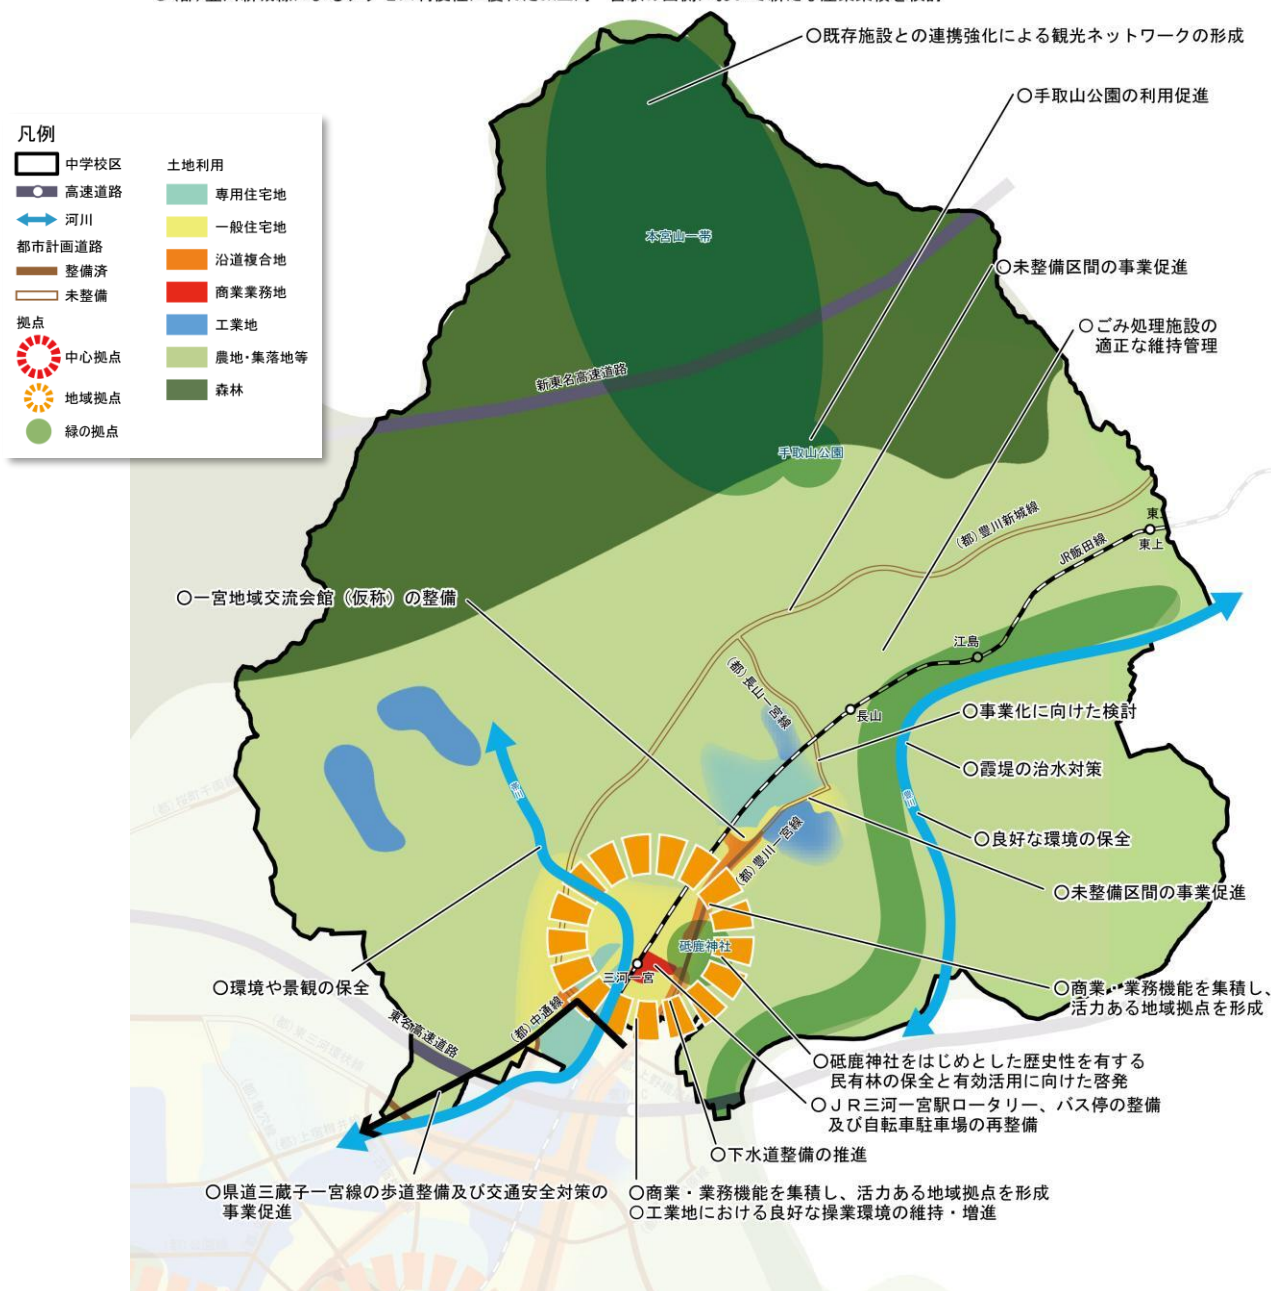 〇既存施設との連携強化による観光ネットワークの形成
〇手取山公園の利用促進
凡例
中学校区
高速道路
河川
都市計画道路
整備済
未整備
拠点
中心拠点
地域拠点
緑の拠点
土地利用
専用住宅地
一般住宅地
沿道複合地
商業業務地
工業地
農地・集落地等
森林
本宮山一帯
〇未整備区間の事業促進
〇ごみ処理施設の
適正な維持管理
新東名高速道路
手取山公園
(都)豊川新城線
JR飯田線
東上
〇一宮地域交流会館（仮称）の整備
江島
(都)長山一宮線
長山
〇事業化に向けた検討
〇霞堤の治水対策
〇良好な環境の保全
(都)豊川一宮線
〇未整備区間の事業促進
砥鹿神社
三河一宮
〇環境や景観の保全
〇商業・業務機能を集積し、
活力ある地域拠点を形成
(都)中通線
東名高速道路
〇砥鹿神社をはじめとした歴史性を有する
民有林の保全と有効活用に向けた啓発
〇ＪＲ三河一宮駅ロータリー、バス停の整備
及び自転車駐車場の再整備
〇下水道整備の推進
〇県道三蔵子一宮線の歩道整備及び交通安全対策の
事業促進
〇商業・業務機能を集積し、活力ある地域拠点を形成
〇工業地における良好な操業環境の維持・増進